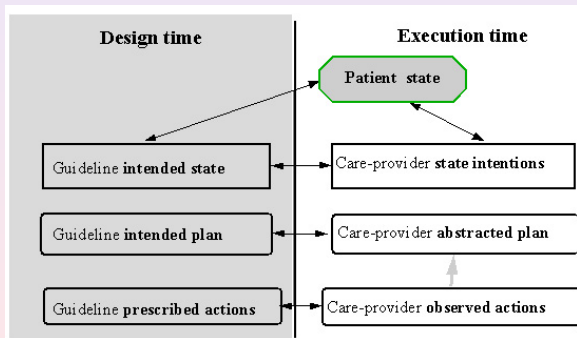 Design time
Execution time
Patient state
Guideline intended state
Care-provider state intentions
Guideline intended plan
Care-provider abstracted plan
Guideline prescribed actions
Care-provider observed actions